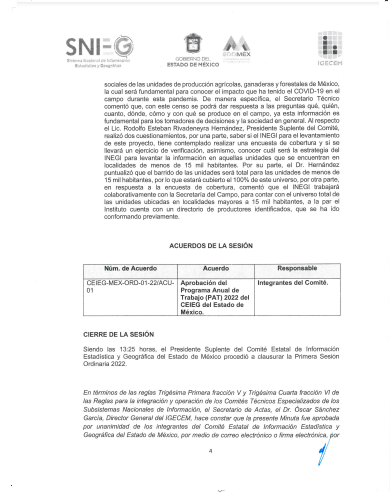 SNIEG
Sistema Nacional de Información
Estadística y Geográfica
GOBIERNO DEL
ESTADO DE MÉXICO
EDOMEX
IGECEM
sociales de las unidades de producción agrícolas, ganaderas y forestales de México,
la cual será fundamental para conocer el impacto que ha tenido el COVID-19 en el
campo durante esta pandemia. De manera específica, el Secretario Técnico
comentó que, con este censo se podrá dar respuesta a las preguntas qué, quién,
cuanto, dónde, cómo y con qué se produce en el campo, ya esta información es
fundamental para los tomadores de decisiones y la sociedad en general. Al respecto
el Lic. Rodolfo Esteban Rivadeneyra Hernández, Presidente Suplente del Comité,
realizó dos cuestionamientos, por una parte, saber si el INEGI para el levantamiento
de este proyecto, tiene contemplado realizar una encuesta de cobertura y si se
llevará un ejercicio de verificación, asimismo, conocer cuál será la estrategia del
INEGI para levantar la información en aquellas unidades que se encuentran en
localidades de menos de 15 mil habitantes. Por su parte, el Dr. Hernández
puntualizó que el barrido de las unidades será total para las unidades de menos de
15 mil habitantes, por lo que estará cubierto el 100% de este universo, por otra parte,
en respuesta a la encuesta de cobertura, comentó que el INEGI trabajará
colaborativamente con la Secretaría del Campo, para contar con el universo total de
las unidades ubicadas en localidades mayores a 15 mil habitantes, a la par el
Instituto cuenta con un directorio de productores identificados, que se ha ido
conformando previamente.
ACUERDOS DE LA SESIÓN
Núm. de Acuerdo Acuerdo Responsable
CEIEG-MEX-ORD-01-22/ACU- Aprobación del Integrantes del Comité.
01 Programa Anual de
Trabajo (PAT) 2022 del
CEIEG del Estado de
México.
CIERRE DE LA SESIÓN
Siendo las 13:25 horas, el Presidente Suplente del Comité Estatal de Información
Estadística y Geográfica del Estado de México procedió a clausurar la Primera Sesion
Ordinaria 2022.
En términos de las reglas Trigésima Primera fracción V y Trigésima Cuarta fracción VI de
las Reglas para la integración y operación de los Comités Técnicos Especializados de los
Subsistemas Nacionales de Información, el Secretario de Actas, el Dr. Oscar Sánchez
García, Director General del IGECEM, hace constar que la presente Minuta fue aprobada
por unanimidad de los integrantes del Comité Estatal de Información Estadística y
Geográfica del Estado de México, por medio de correo electrónico o firma electrónica, por
4